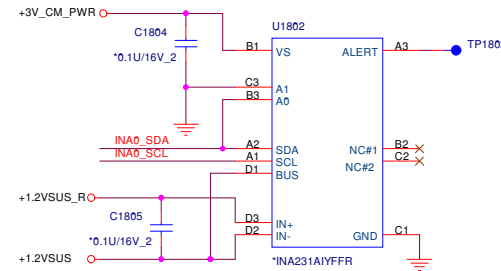 +3V_CM_PWR
U1802
C1804
*0.1U/16V_2
B1
VS
ALERT
A3
C3
A1
B3
A0
INA0_SDA
A2
SDA
NC#1
B2
INA0_SCL
A1
SCL
NC#2
C2
D1
BUS
+1.2VSUS_R
C1805
*0.1U/16V_2
D3
IN+
D2
IN-
GND
C1
+1.2VSUS
*INA231AIYFFR